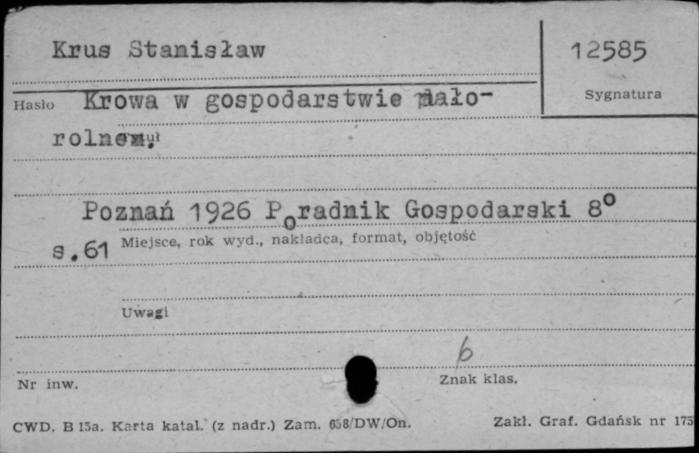 Krus Stanisław
12585
Sygnatura
Hasło Krowa w gospodarstwie mało-
rolnem.
Poznań 1926 Poradnik Gospodarski 8°
s.61 Miejsce, rok wyd., nakładca, format, objętość
Uwagi
6
Nr inw.
Znak klas.
CWD. B 15a. Karta katal. (z nadr.) Zam. 658/DW/On.
Zakł. Graf. Gdańsk nr 175